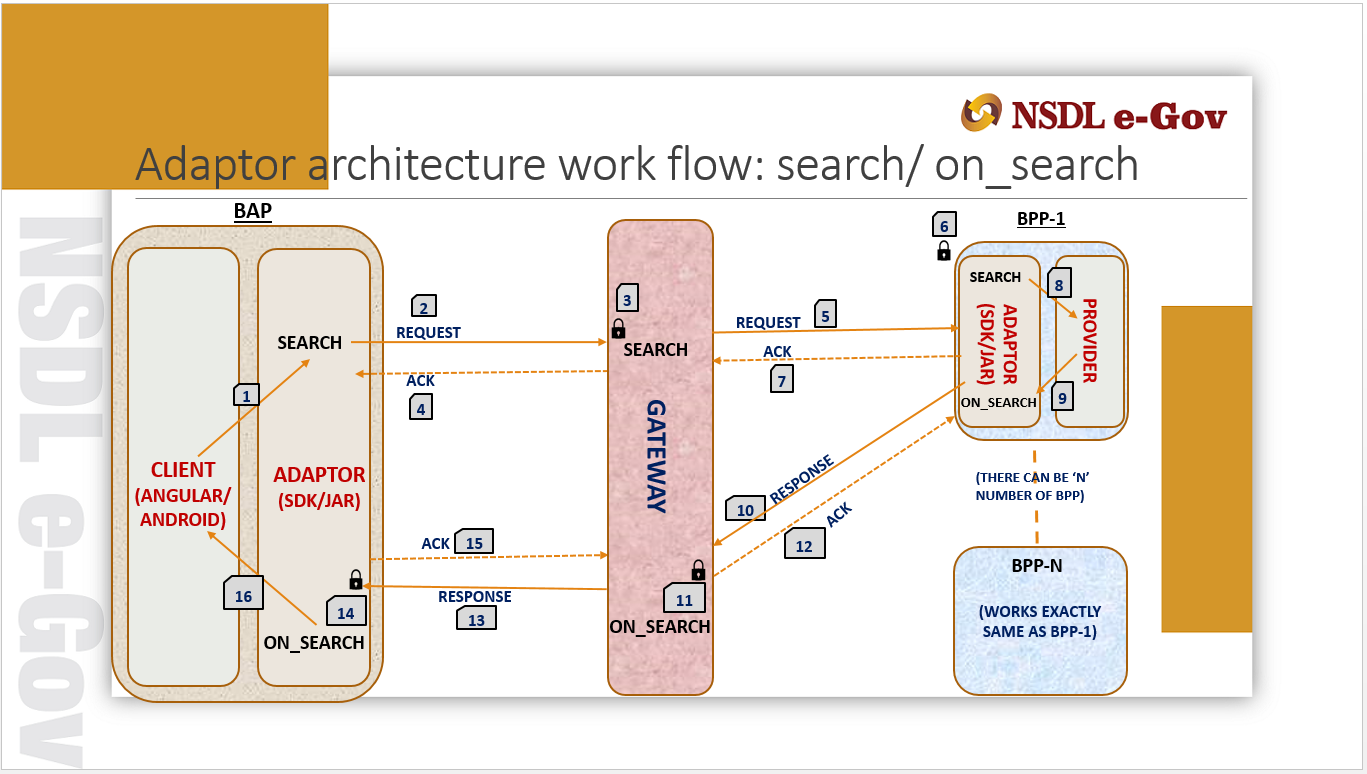 NSDL e-Gov
Adaptor architecture work flow: search/ on_search
NSDL e-Gov
BAP
BPP-1
6
SEARCH
8
ADAPTOR
(SDK/JAR)
PROVIDER
ON_SEARCH
9
2
REQUEST
3
SEARCH
REQUEST
5
ACK
7
SEARCH
ACK
4
1
GATEWAY
CLIENT
(ANGULAR/
ANDROID)
ADAPTOR
(SDK/JAR)
RESPONSE
10
ACK
12
(THERE CAN BE ‘N’
NUMBER OF BPP)
ACK
15
RESPONSE
13
16
14
ON_SEARCH
11
ON_SEARCH
BPP-N
(WORKS EXACTLY
SAME AS BPP-1)